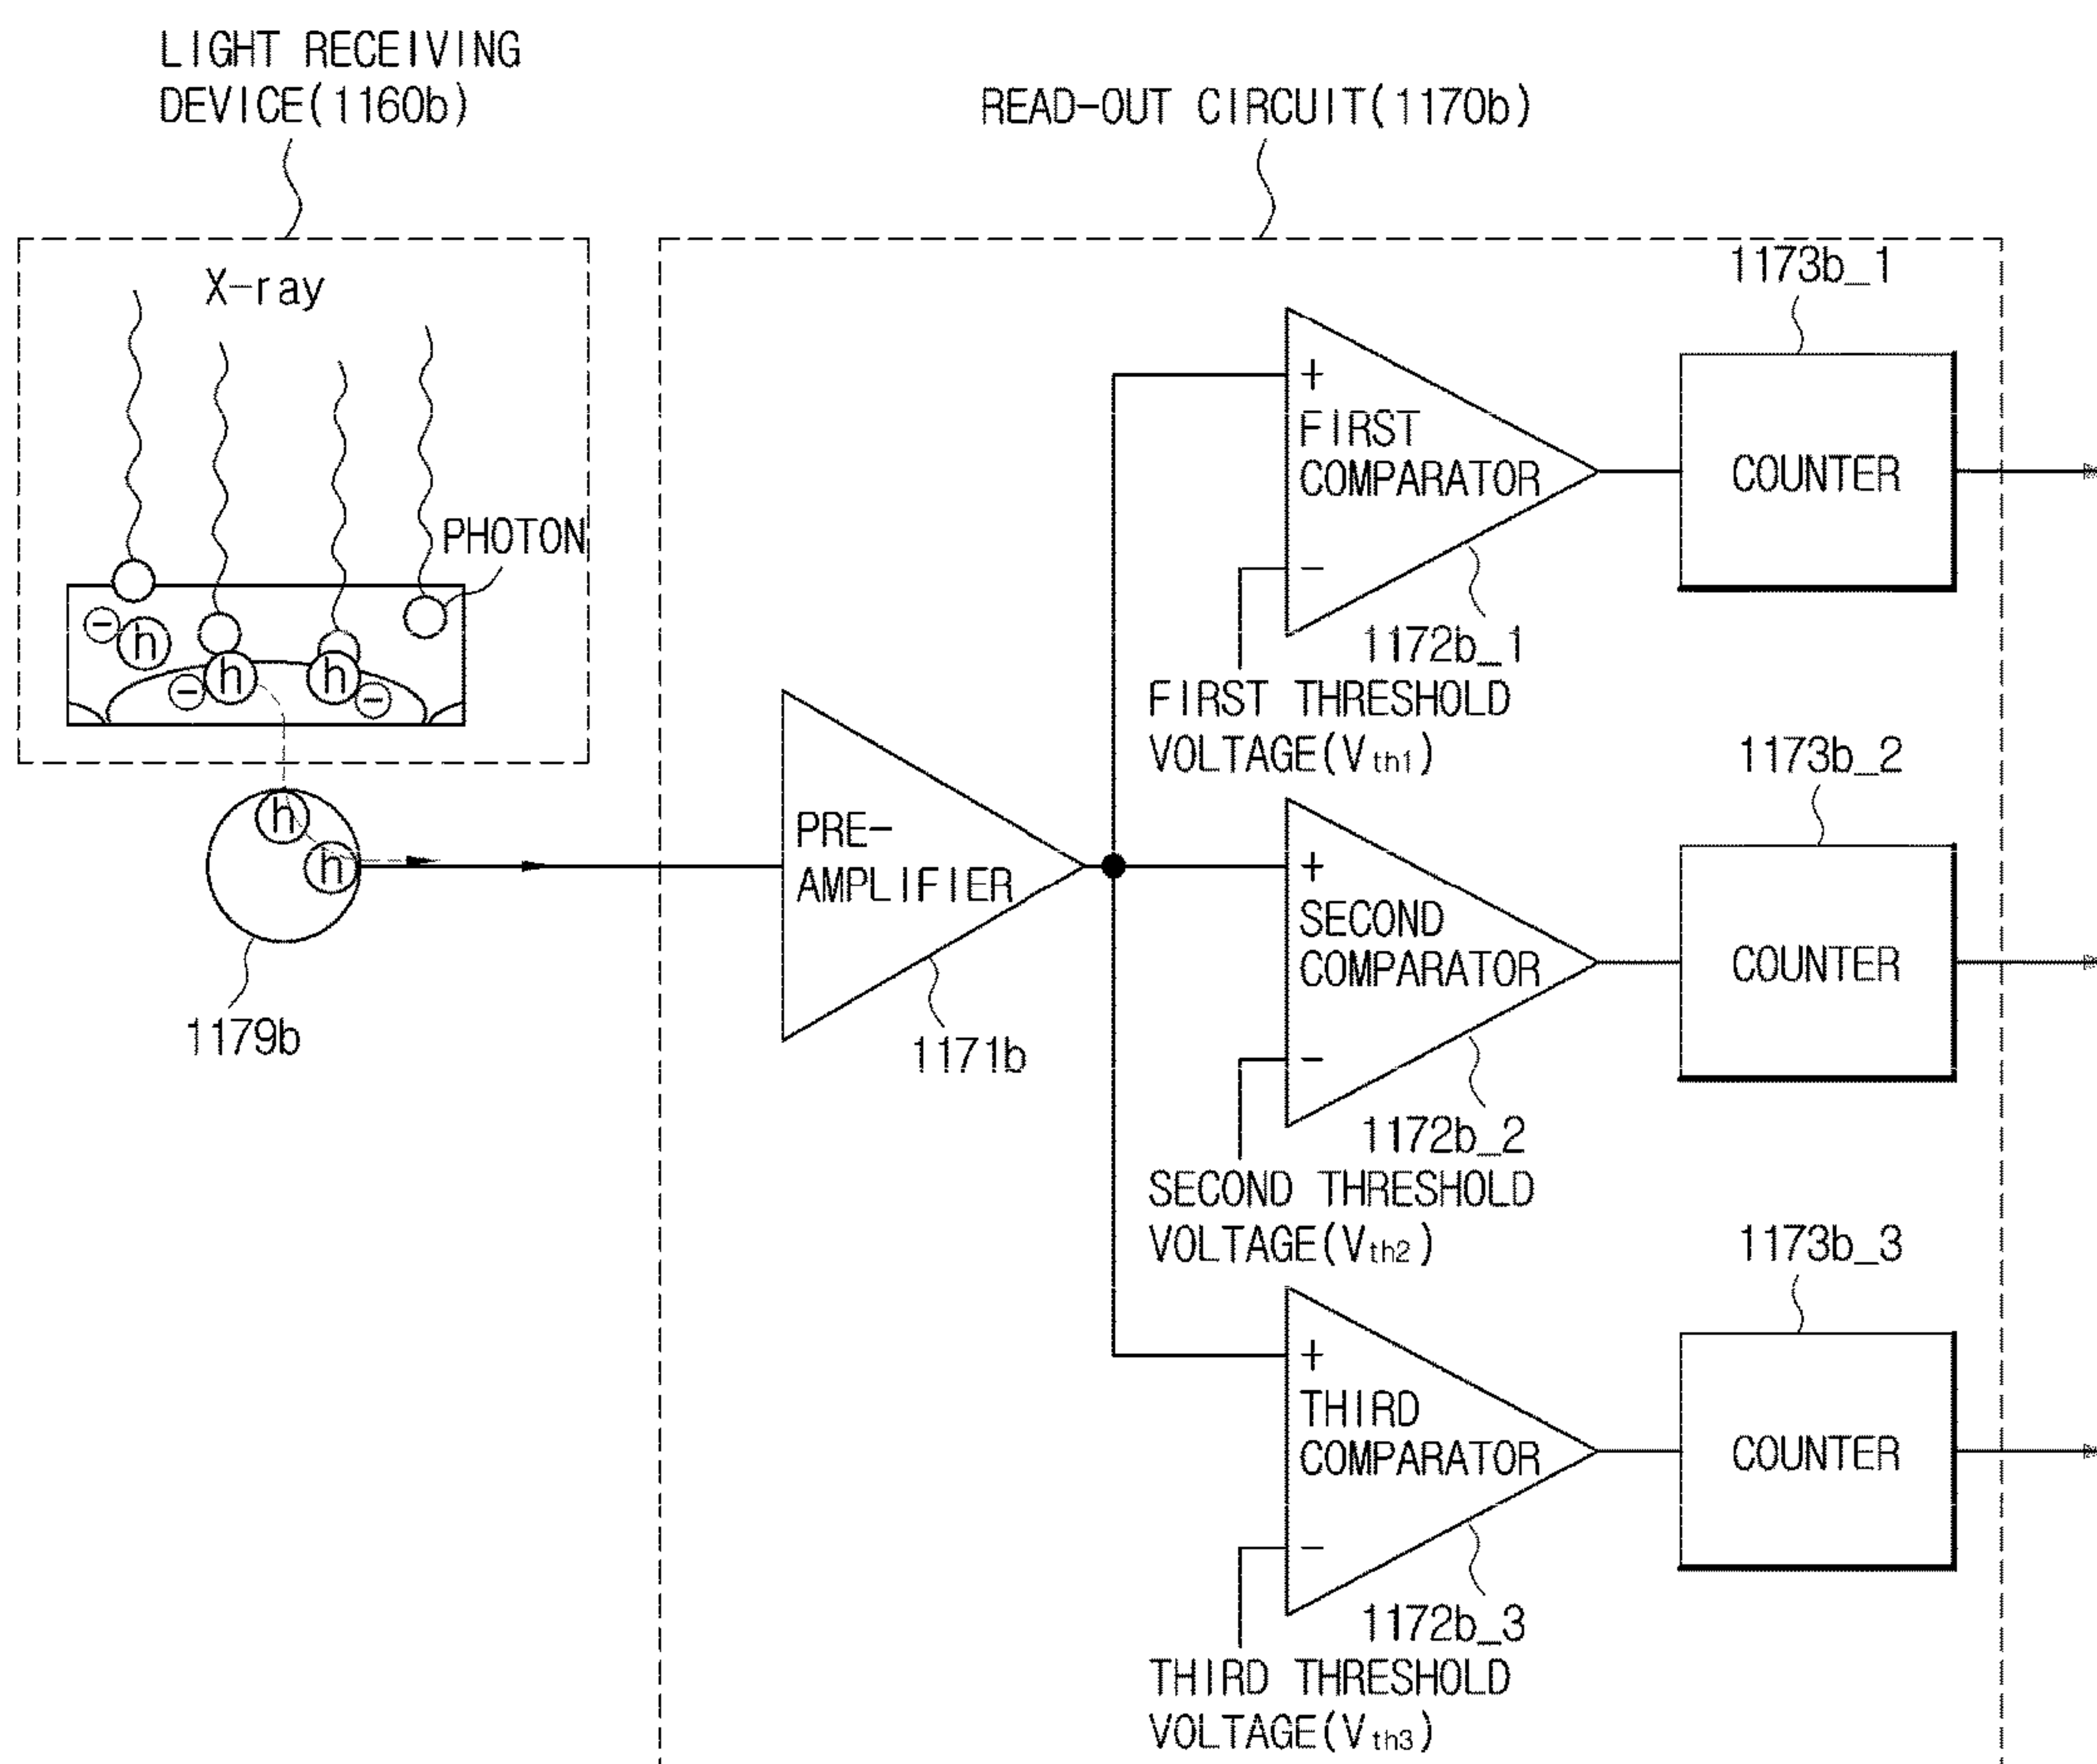 LIGHT RECEIVING
DEVICE(1160b)
READ-OUT CIRCUIT(1170b)
X-ray
PHOTON
-
h
h
h
-
-
h
h
1179b
PRE-
AMPLIFIER
1171b
+
FIRST
COMPARATOR
-
1172b_1
FIRST THRESHOLD
VOLTAGE(Vth1)
1173b_1
COUNTER
+
SECOND
COMPARATOR
-
1172b_2
SECOND THRESHOLD
VOLTAGE(Vth2)
1173b_2
COUNTER
+
THIRD
COMPARATOR
-
1172b_3
THIRD THRESHOLD
VOLTAGE(Vth3)
1173b_3
COUNTER